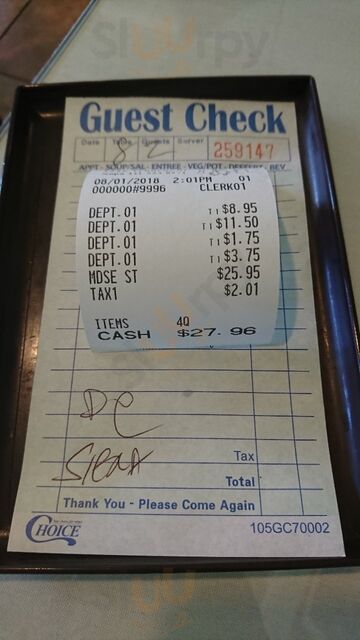 Sluurrpy
Guest Check
Date Table Guests Server
8 2 259147
APPT - SOUP/SAL - ENTREE - VEG/POT - DESSERT - BEV
08/01/2018 2:01PM 01
000000#9996 CLERK01
DEPT.01 T1 $8.95
DEPT.01 T1 $11.50
DEPT.01 T1 $1.75
DEPT.01 T1 $3.75
MDSE ST $25.95
TAX1 $2.01
ITEMS 4Q
CASH $27.96
Tax
Total
Thank You - Please Come Again
CHOICE 105GC70002